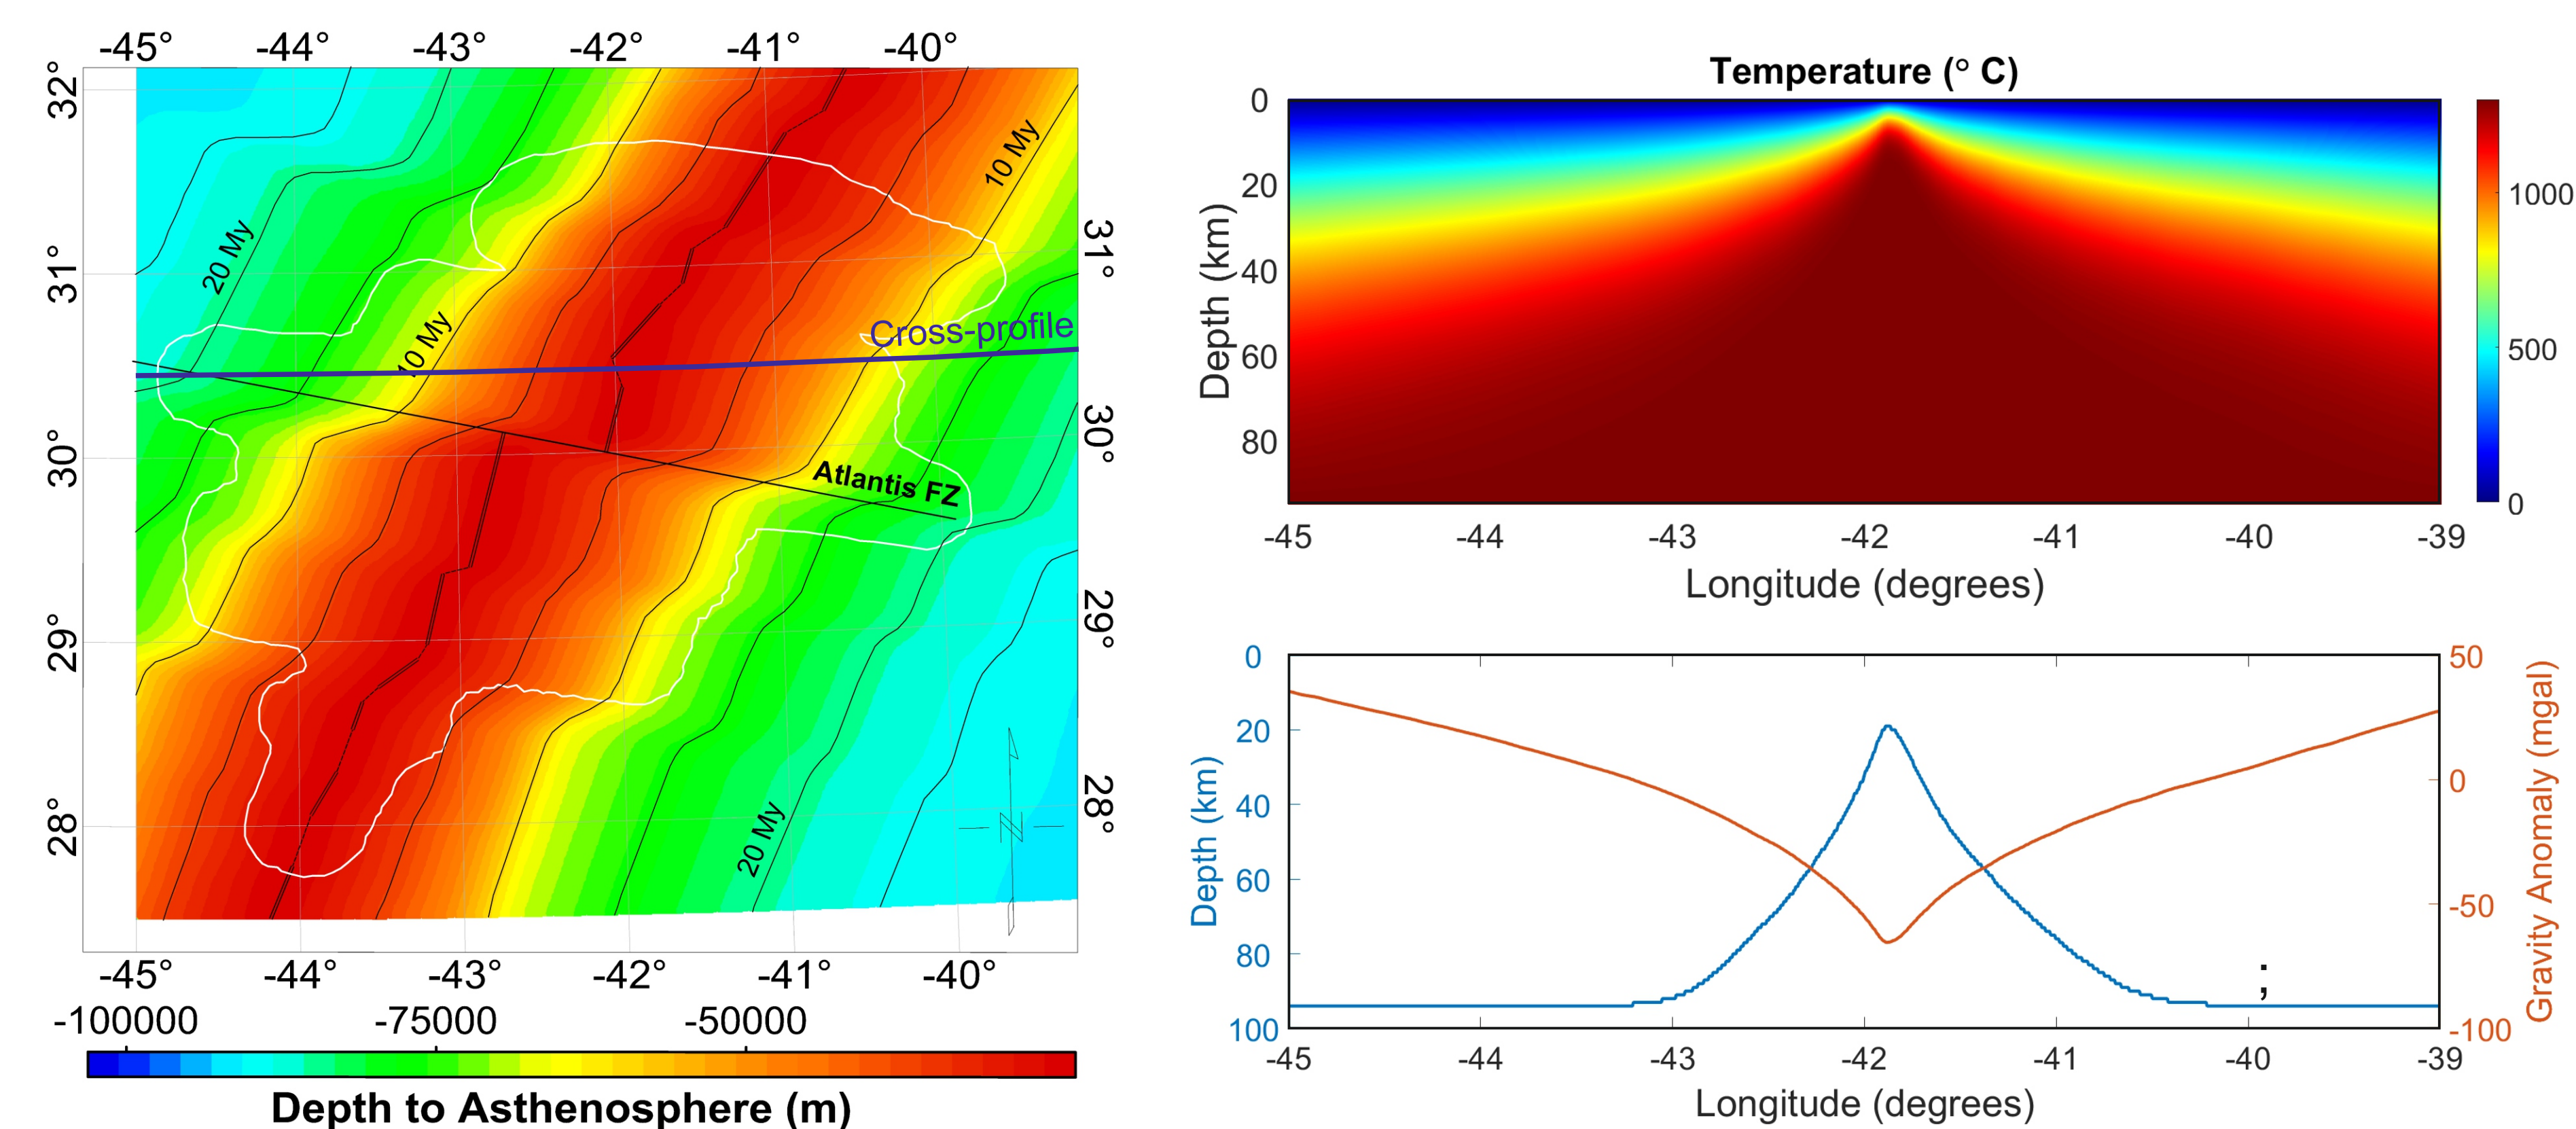 -45° -44° -43° -42° -41° -40°
32°
31°
30°
29°
28°
31°
30°
29°
28°
20 My
10 My
10 My
20 My
Cross-profile
Atlantis FZ
N
-45° -44° -43° -42° -41° -40°
-100000 -75000 -50000
Depth to Asthenosphere (m)
Temperature (° C)
0
20
40
60
80
Depth (km)
-45 -44 -43 -42 -41 -40 -39
Longitude (degrees)
1000
500
0
0
20
40
60
80
100
Depth (km)
50
0
-50
-100
Gravity Anomaly (mgal)
;
-45 -44 -43 -42 -41 -40 -39
Longitude (degrees)